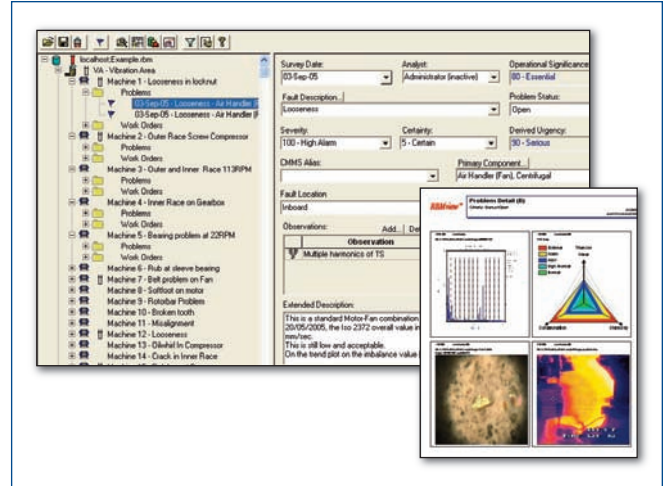 localhost:Example.rbm
VA - Vibration Area
Machine 1 - Looseness in locknut
Problems
03-Sep-05 - Looseness - Air Handler (
03-Sep-05 - Looseness - Air Handler (
Work Orders
Machine 2 - Outer Race Screw Compressor
Problems
Work Orders
Machine 3 - Outer and Inner Race 113RPM
Problems
Work Orders
Machine 4 - Inner Race on Gearbox
Problems
Work Orders
Machine 5 - Bearing problem at 22RPM
Problems
Work Orders
Machine 6 - Rub at sleeve bearing
Machine 7 - Belt problem on Fan
Machine 8 - Softfoot on motor
Machine 9 - Rotorbar Problem
Machine 10 - Broken tooth
Machine 11 - Misalignment
Machine 12 - Looseness
Machine 13 - Oilwhirl In Compressor
Machine 14 - Crack in Inner Race
Survey Date:
Analyst:
Operational Significance
03-Sep-05
Administrator (inactive)
80 - Essential
Fault Description...
Problem Status:
Looseness
Open
Severity:
Certainty:
Derived Urgency:
100 - High Alarm
5 - Certain
90 - Serious
CMMS Alias:
Primary Component...
Air Handler (Fan), Centrifugal
Fault Location
Inboard
Observations:
Add...
Observation
Multiple harmonics of TS
Extended Description:
This is a standard Motor-Fan combination
20/05/2005, the Iso 2372 overall value in
mm/sec.
This is still low and acceptable.
On the trend plot on the imbalance value
RBMview
Problem Detail (8)